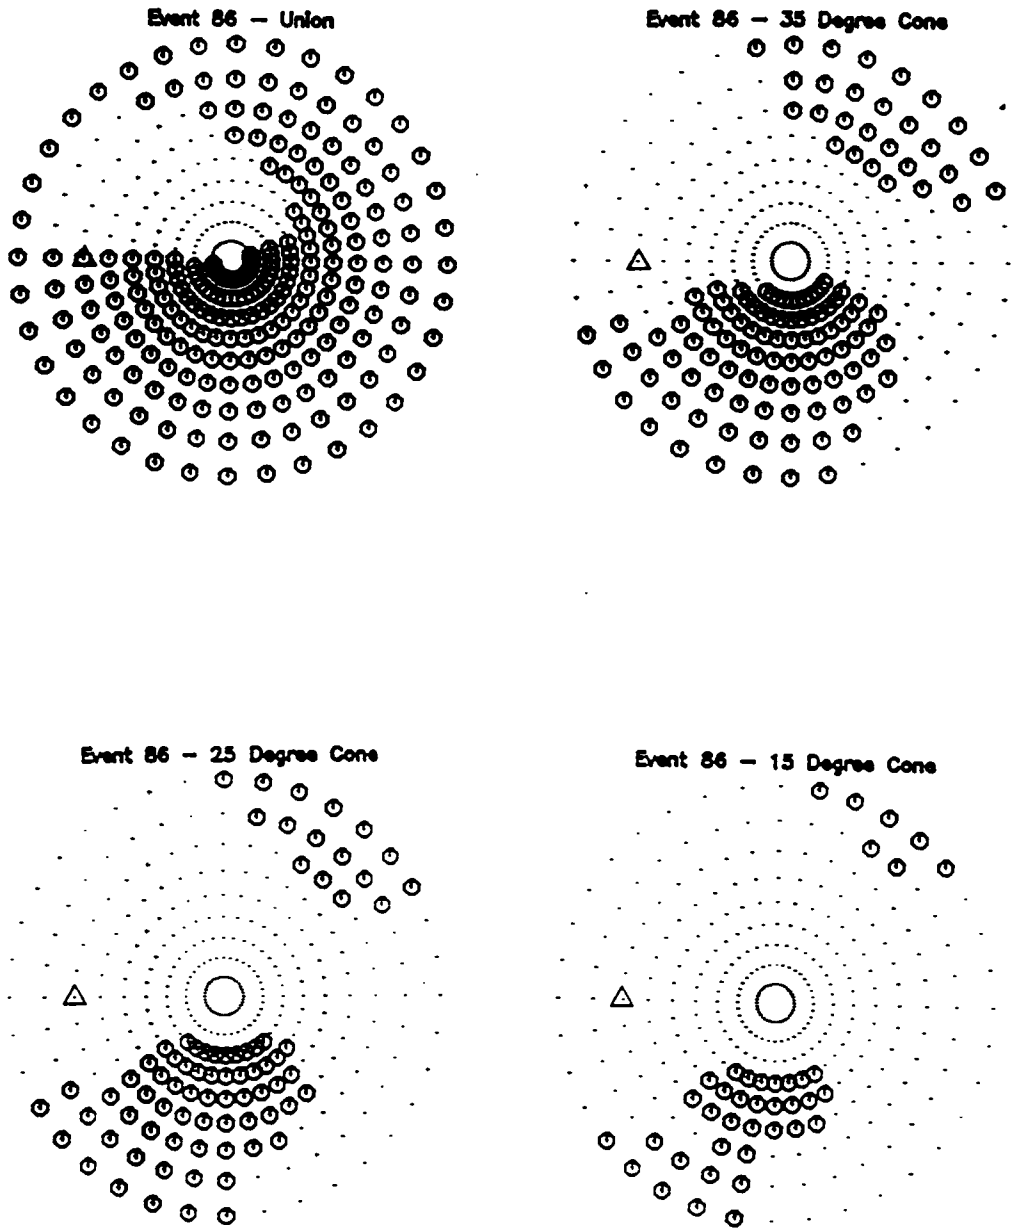 Event 86 — Union
Event 86 — 35 Degree Cone
Event 86 — 25 Degree Cone
Event 86 — 15 Degree Cone